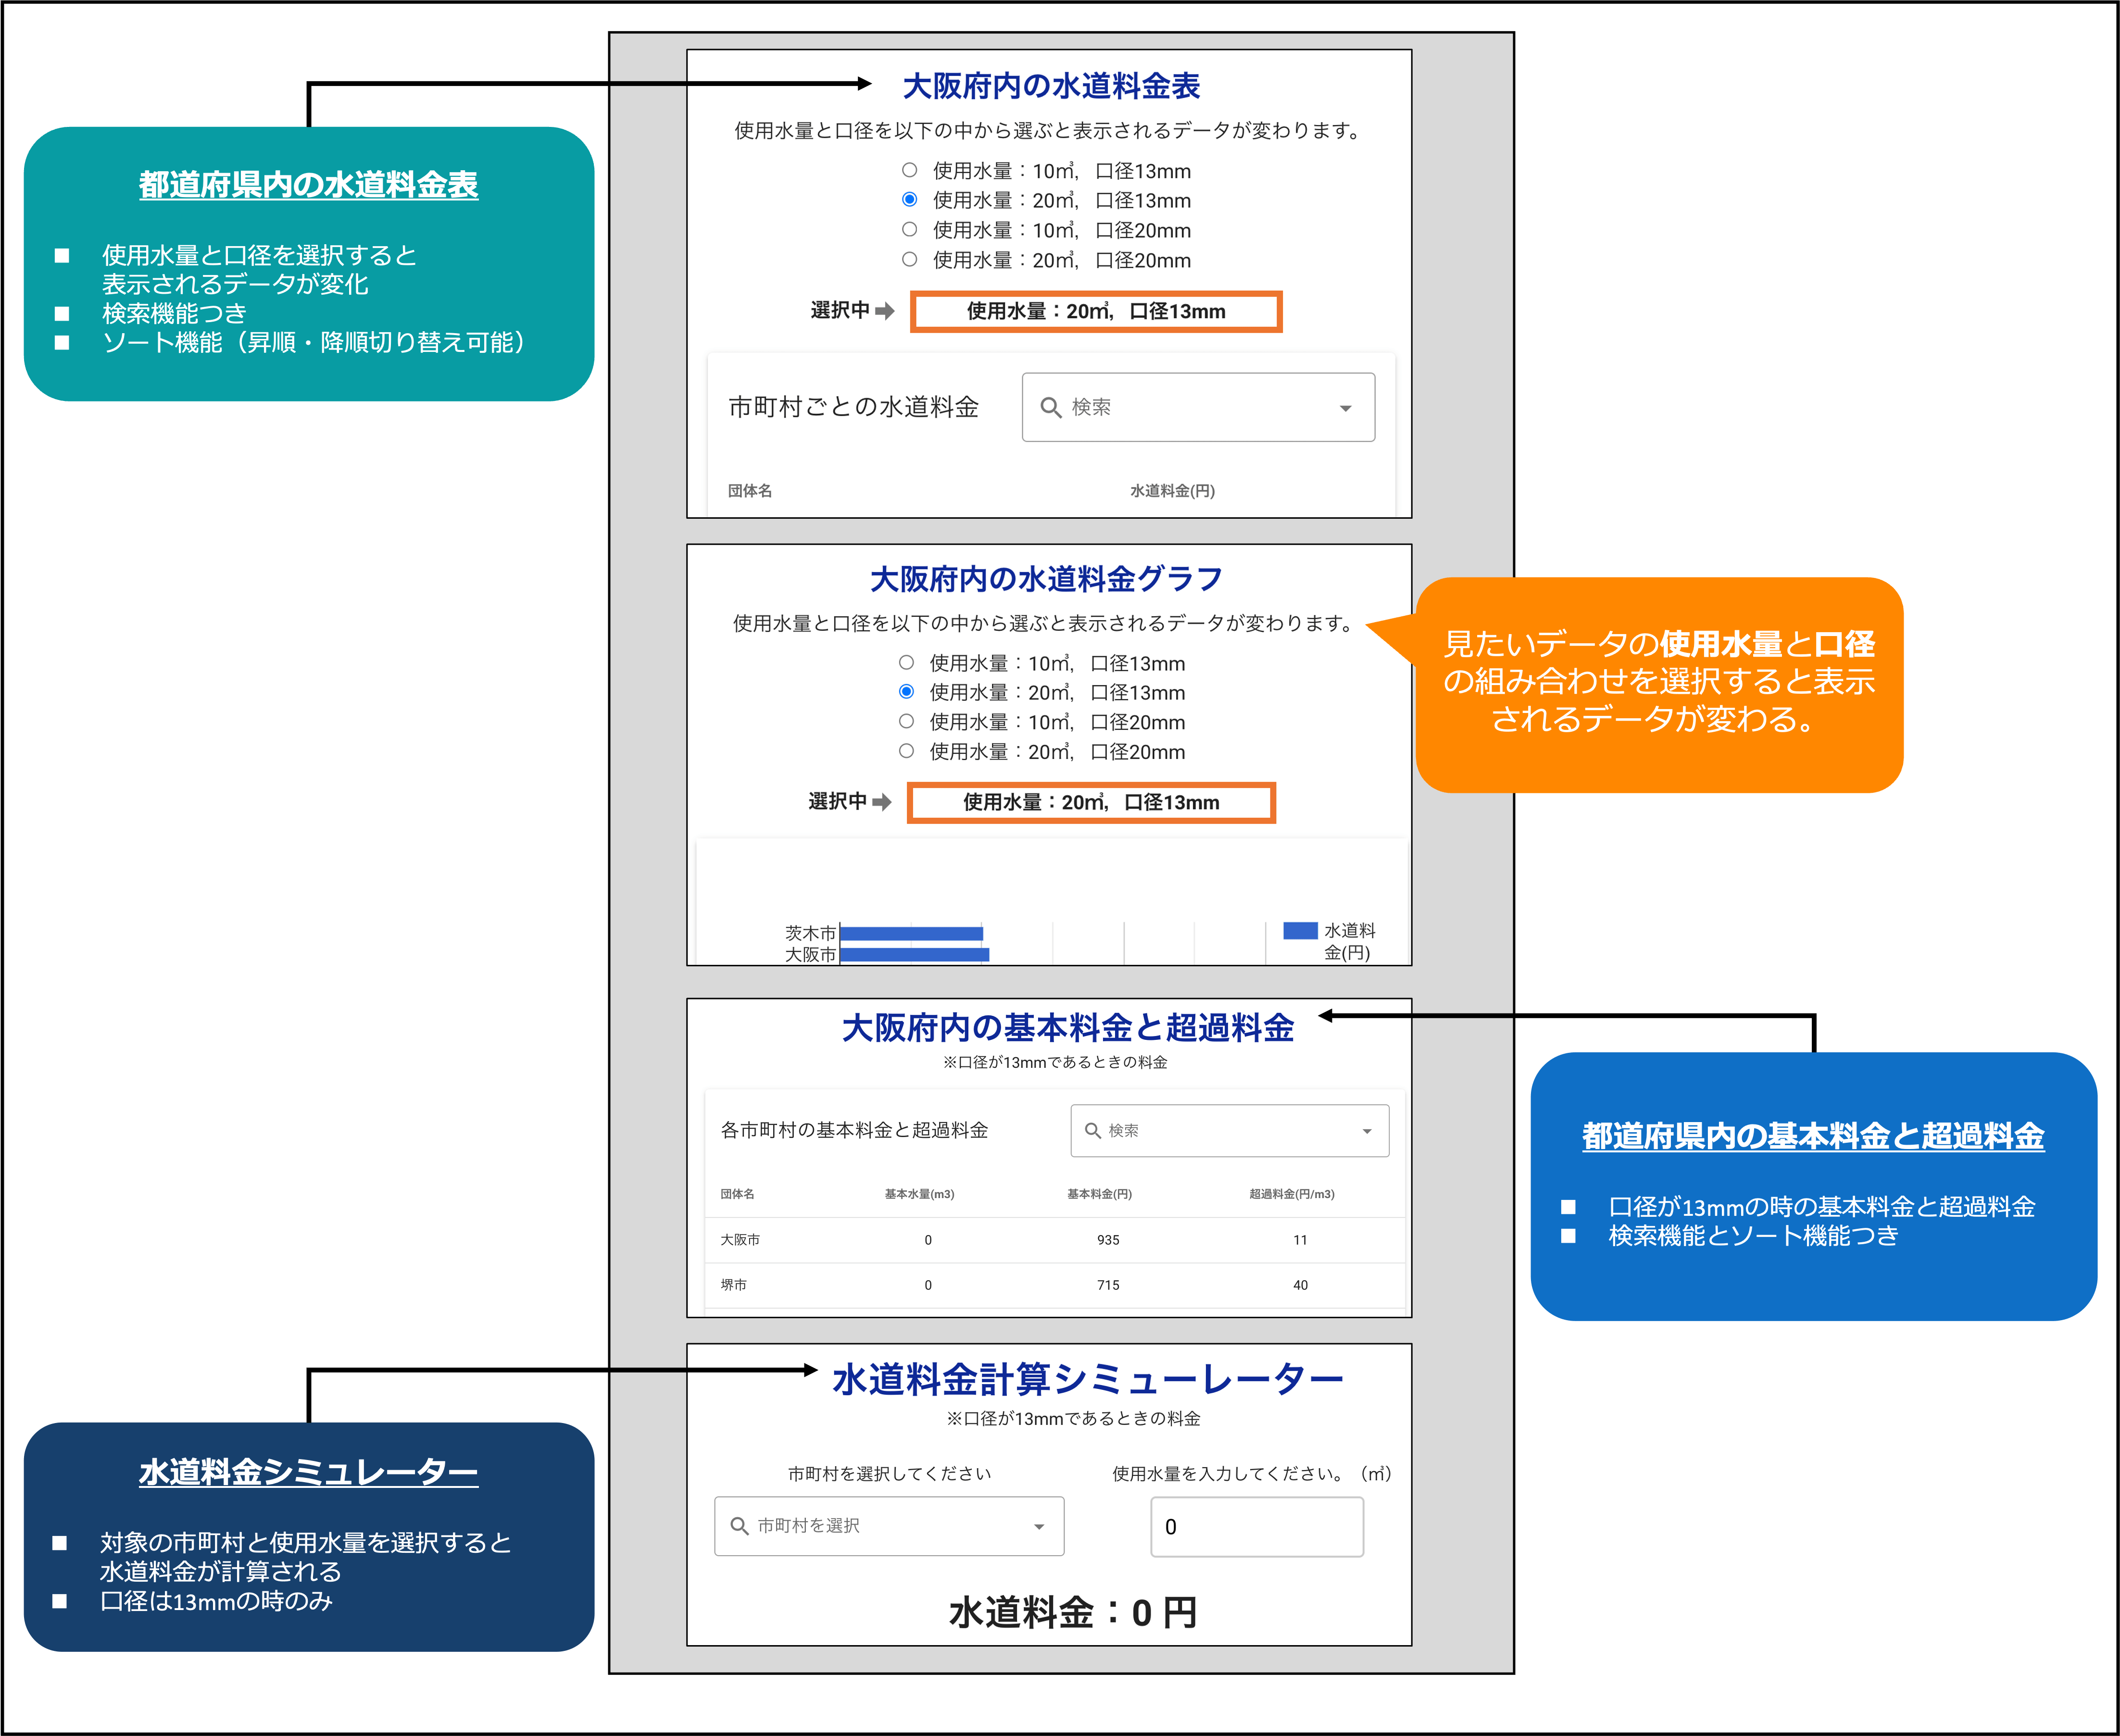 都道府県内の水道料金表
■ 使用水量と口径を選択すると
表示されるデータが変化
■ 検索機能つき
■ ソート機能（昇順・降順切り替え可能）
大阪府内の水道料金表
使用水量と口径を以下の中から選ぶと表示されるデータが変わります。
使用水量：10㎥, 口径13mm
使用水量：20㎥, 口径13mm
使用水量：10㎥, 口径20mm
使用水量：20㎥, 口径20mm
選択中 使用水量：20㎥, 口径13mm
市町村ごとの水道料金 検索
団体名 水道料金(円)
大阪府内の水道料金グラフ
使用水量と口径を以下の中から選ぶと表示されるデータが変わります。
使用水量：10㎥, 口径13mm
使用水量：20㎥, 口径13mm
使用水量：10㎥, 口径20mm
使用水量：20㎥, 口径20mm
選択中 使用水量：20㎥, 口径13mm
茨木市
大阪市
水道料
金(円)
見たいデータの使用水量と口径
の組み合わせを選択すると表示
されるデータが変わる。
大阪府内の基本料金と超過料金
※口径が13mmであるときの料金
各市町村の基本料金と超過料金 検索
団体名 基本水量(m3) 基本料金(円) 超過料金(円/m3)
大阪市 0 935 11
堺市 0 715 40
都道府県内の基本料金と超過料金
■ 口径が13mmの時の基本料金と超過料金
■ 検索機能とソート機能つき
水道料金シミュレーター
■ 対象の市町村と使用水量を選択すると
水道料金が計算される
■ 口径は13mmの時のみ
水道料金計算シミューレーター
※口径が13mmであるときの料金
市町村を選択してください 使用水量を入力してください。（㎥）
市町村を選択 0
水道料金：0 円